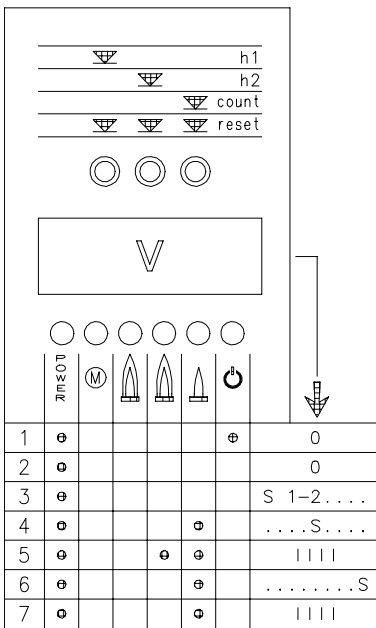 h1
h2
count
reset
V
POWER M
1 0
2 0
3 S 1-2....
4 ....S....
5 IIII
6 ........S
7 IIII